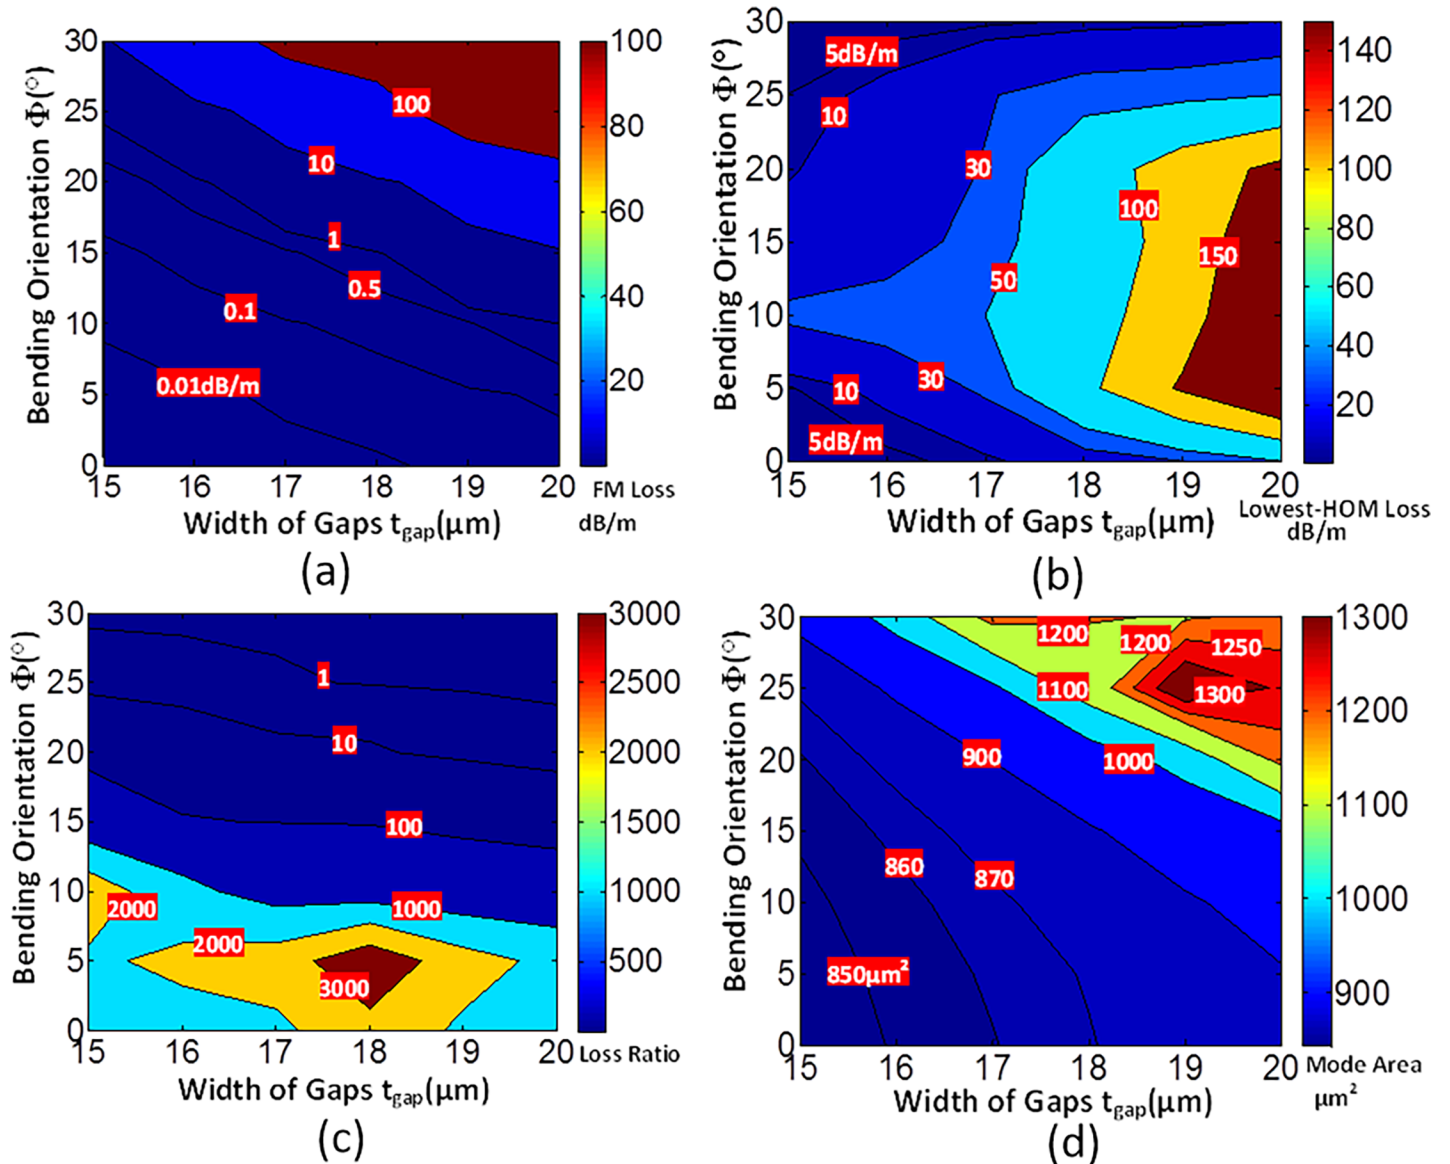 30
25
20
15
10
5
0
Bending Orientation Φ(°)
100
10
1
0.5
0.1
0.01dB/m
15 16 17 18 19 20
Width of Gaps tgap(μm)
100
80
60
40
20
FM Loss
dB/m
(a)
30
25
20
15
10
5
0
Bending Orientation Φ(°)
5dB/m
10
30
100
150
50
30
10
5dB/m
15 16 17 18 19 20
Width of Gaps tgap(μm)
140
120
100
80
60
40
20
Lowest-HOM Loss
dB/m
(b)
30
25
20
15
10
5
0
Bending Orientation Φ(°)
1
10
100
1000
2000
2000
3000
15 16 17 18 19 20
Width of Gaps tgap(μm)
3000
2500
2000
1500
1000
500
Loss Ratio
(c)
30
25
20
15
10
5
0
Bending Orientation Φ(°)
1200
1200
1250
1100
1300
900
1000
860
870
850μm²
15 16 17 18 19 20
Width of Gaps tgap(μm)
1300
1200
1100
1000
900
Mode Area
μm²
(d)